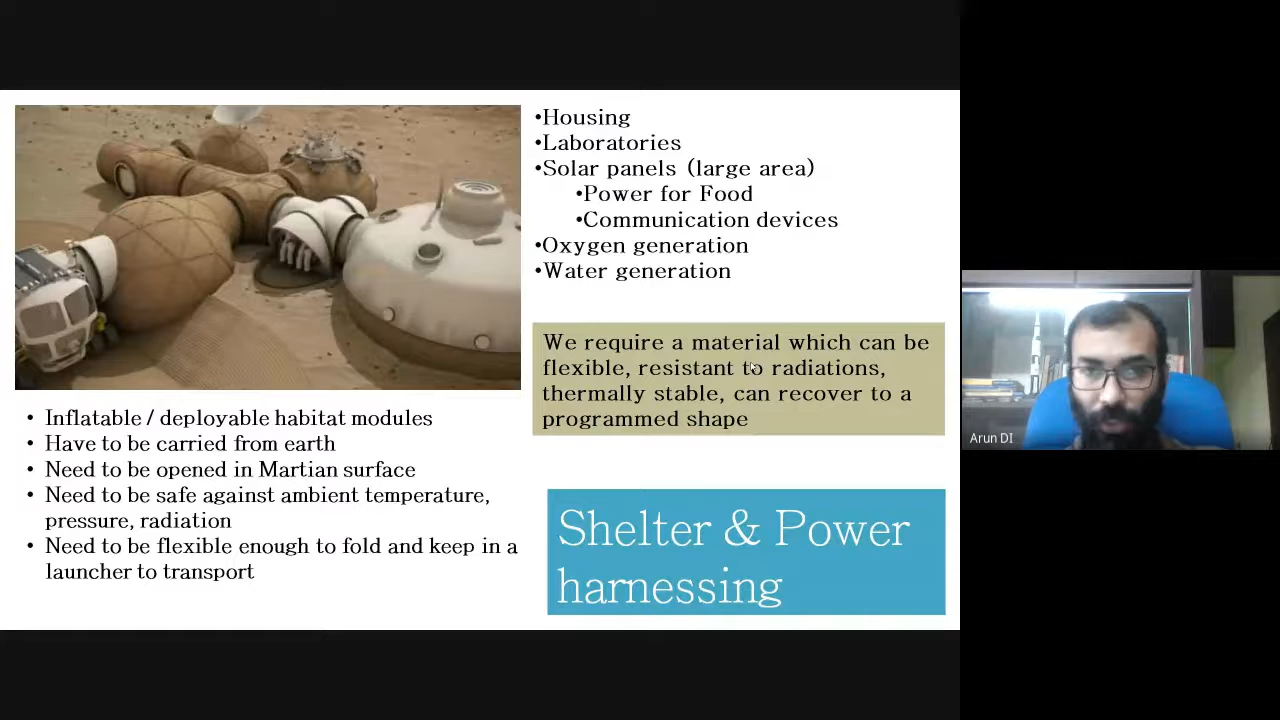 •Housing
•Laboratories
•Solar panels (large area)
•Power for Food
•Communication devices
•Oxygen generation
•Water generation
We require a material which can be
flexible, resistant to radiations,
thermally stable, can recover to a
programmed shape
• Inflatable / deployable habitat modules
• Have to be carried from earth
• Need to be opened in Martian surface
• Need to be safe against ambient temperature,
pressure, radiation
• Need to be flexible enough to fold and keep in a
launcher to transport
Shelter & Power
harnessing
Arun DI